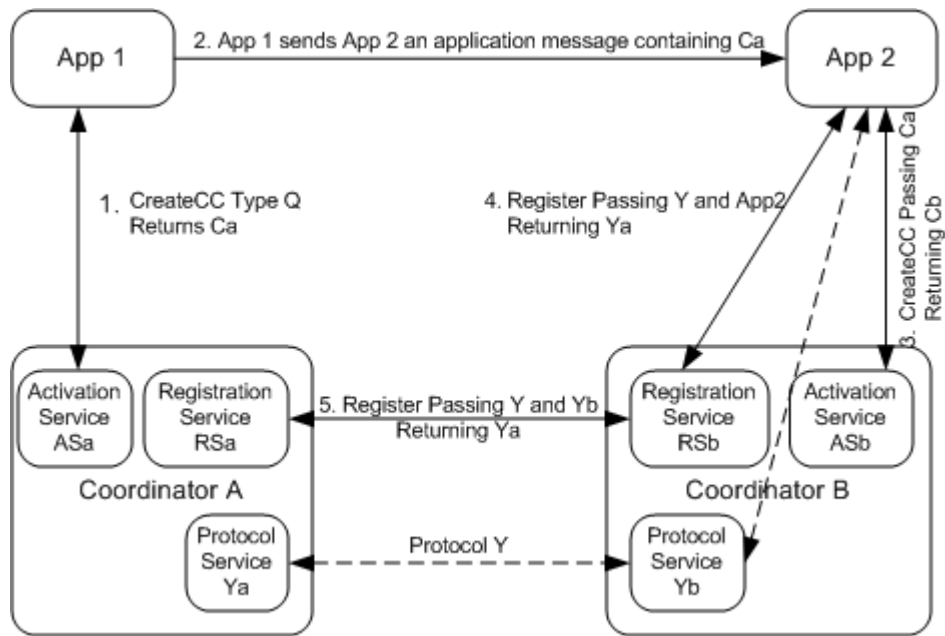 App 1
2. App 1 sends App 2 an application message containing Ca
App 2
1. CreateCC Type Q
Returns Ca
4. Register Passing Y and App2
Returning Ya
3. CreateCC Passing Ca
Returning Cb
Activation
Service
ASa
Registration
Service
RSa
5. Register Passing Y and Yb
Returning Ya
Registration
Service
RSb
Activation
Service
ASb
Coordinator A
Coordinator B
Protocol
Service
Ya
Protocol Y
Protocol
Service
Yb